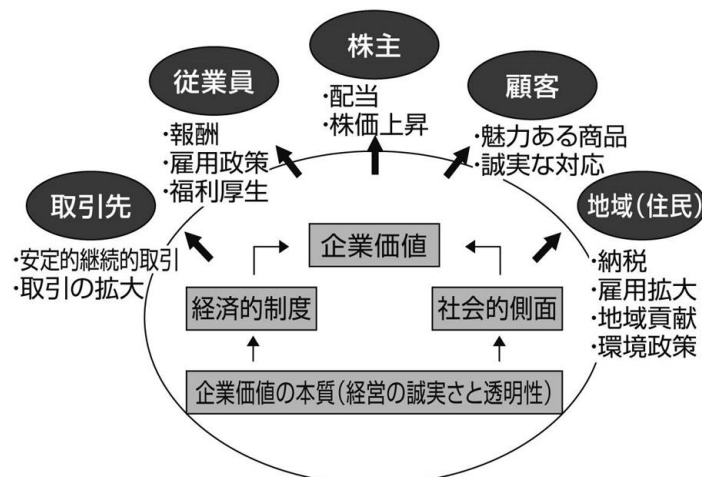 株主
・配当
・株価上昇
従業員
・報酬
・雇用政策
・福利厚生
顧客
・魅力ある商品
・誠実な対応
取引先
・安定的継続的取引
・取引の拡大
地域(住民)
・納税
・雇用拡大
・地域貢献
・環境政策
企業価値
経済的制度
社会的側面
企業価値の本質(経営の誠実さと透明性)